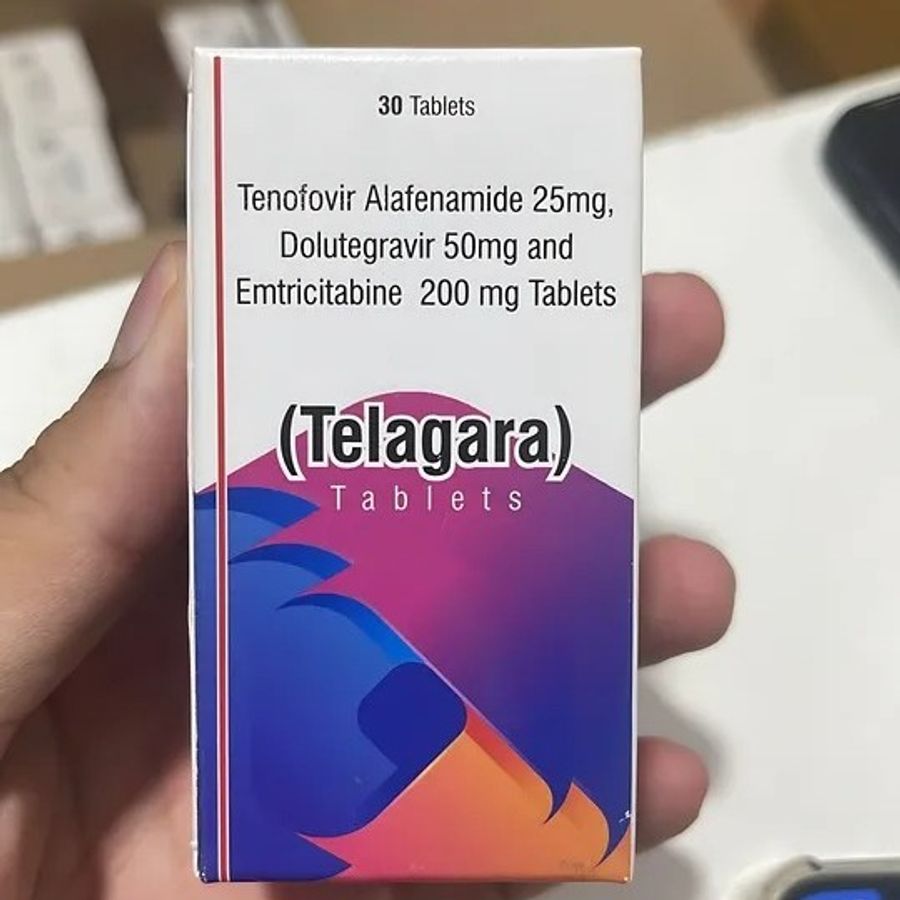 30 Tablets
Tenofovir Alafenamide 25mg,
Dolutegravir 50mg and
Emtricitabine 200 mg Tablets
(Telagara)
Tablets